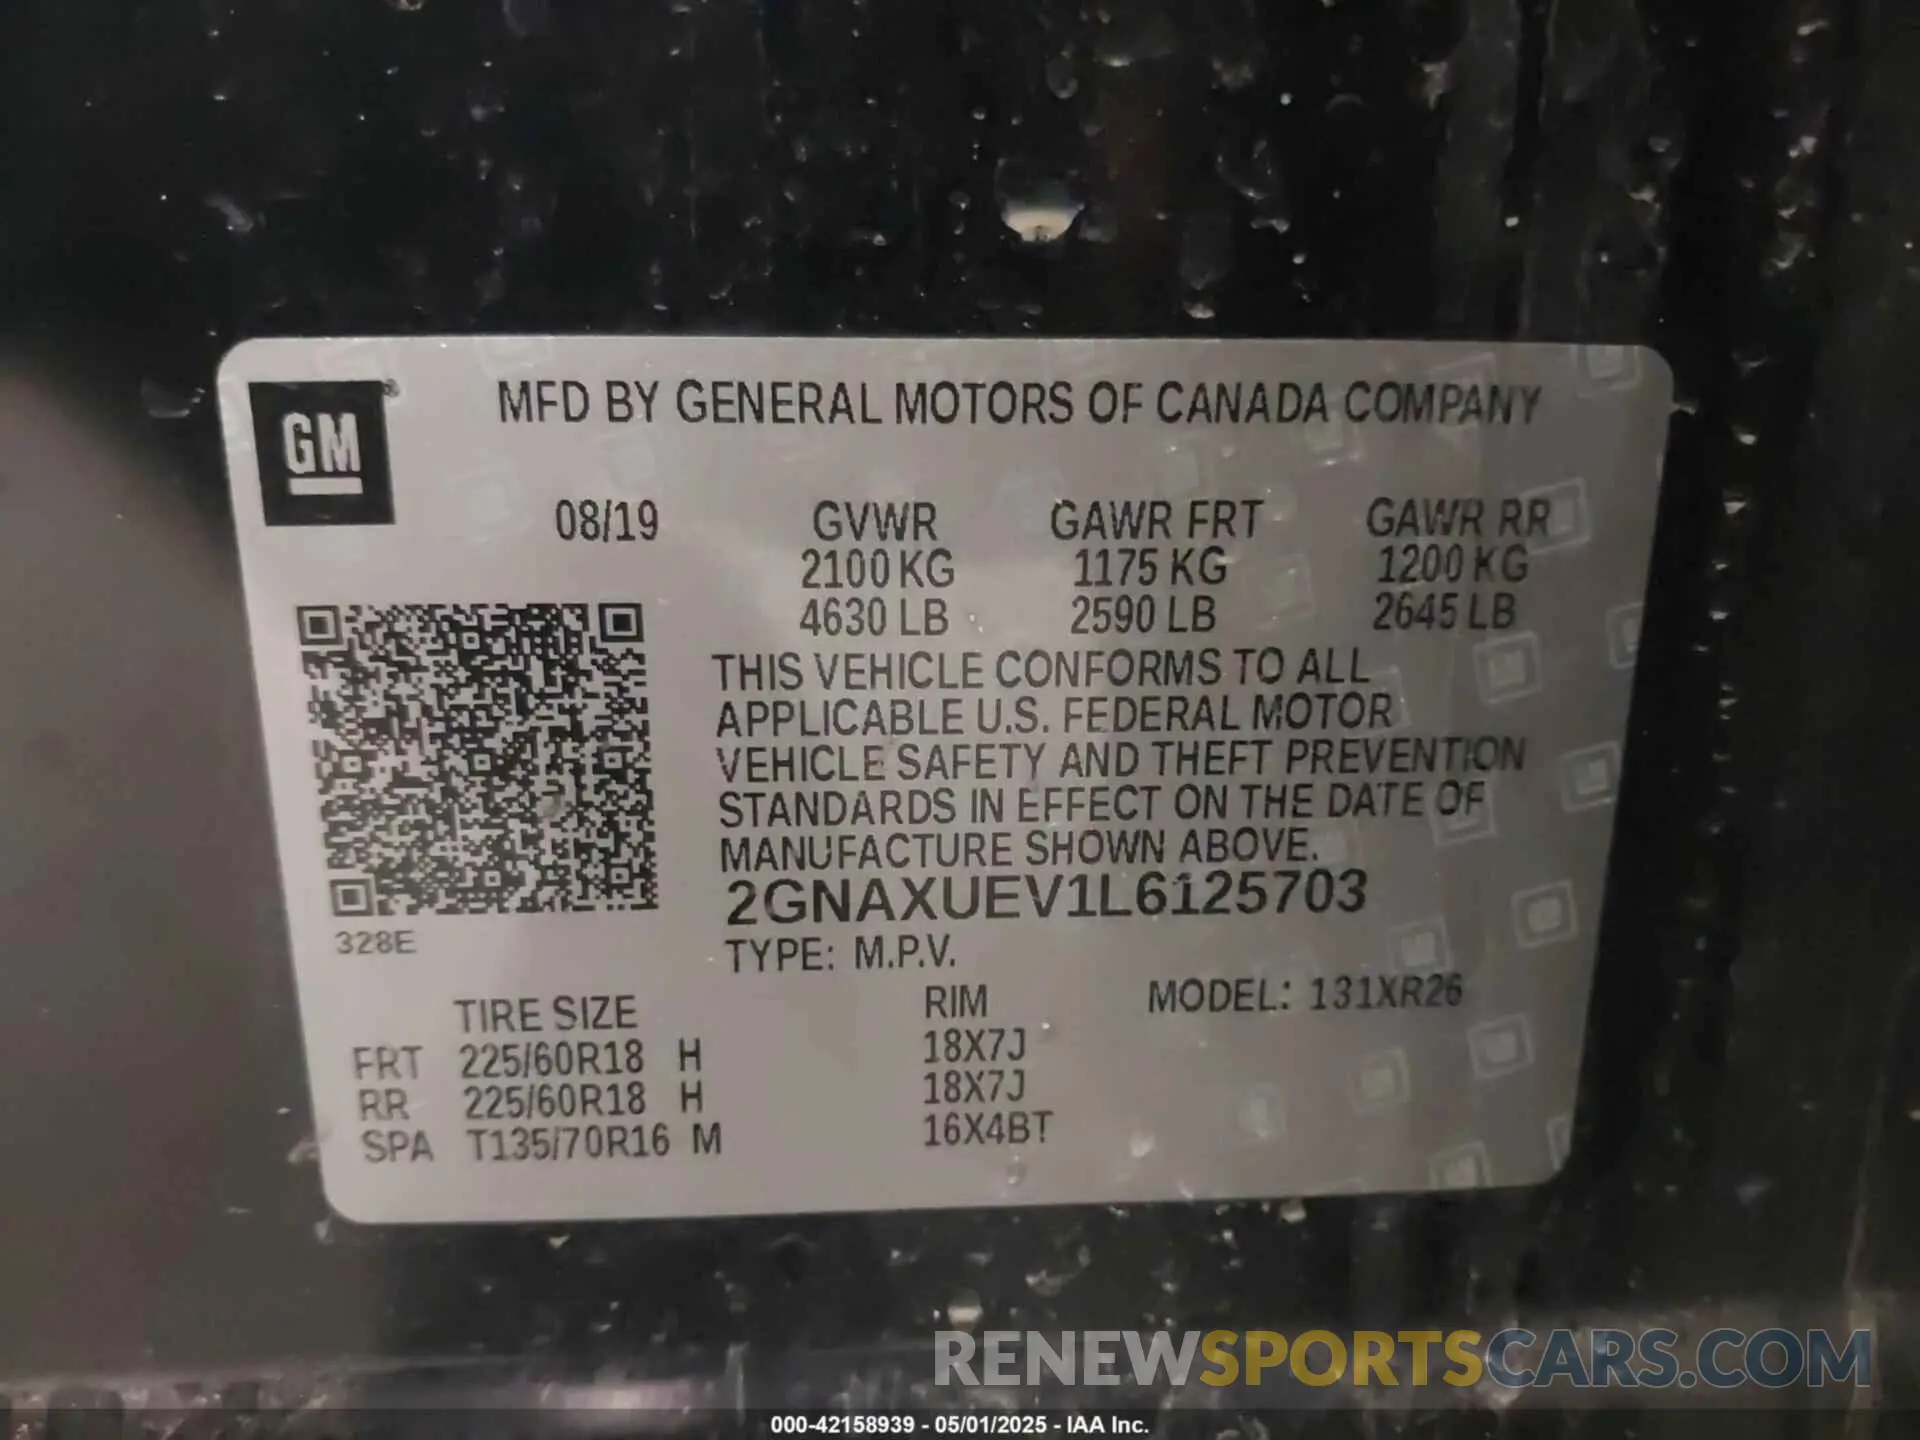 GM ®
MFD BY GENERAL MOTORS OF CANADA COMPANY
08/19 GVWR GAWR FRT GAWR RR
2100 KG 1175 KG 1200 KG
4630 LB 2590 LB 2645 LB
THIS VEHICLE CONFORMS TO ALL
APPLICABLE U.S. FEDERAL MOTOR
VEHICLE SAFETY AND THEFT PREVENTION
STANDARDS IN EFFECT ON THE DATE OF
MANUFACTURE SHOWN ABOVE.
2GNAXUEV1L6125703
328E
TYPE: M.P.V.
TIRE SIZE RIM MODEL: 131XR26
FRT 225/60R18 H 18X7J
RR 225/60R18 H 18X7J
SPA T135/70R16 M 16X4BT
RENEWSPORTSCARS.COM
000-42158939 - 05/01/2025 - IAA Inc.